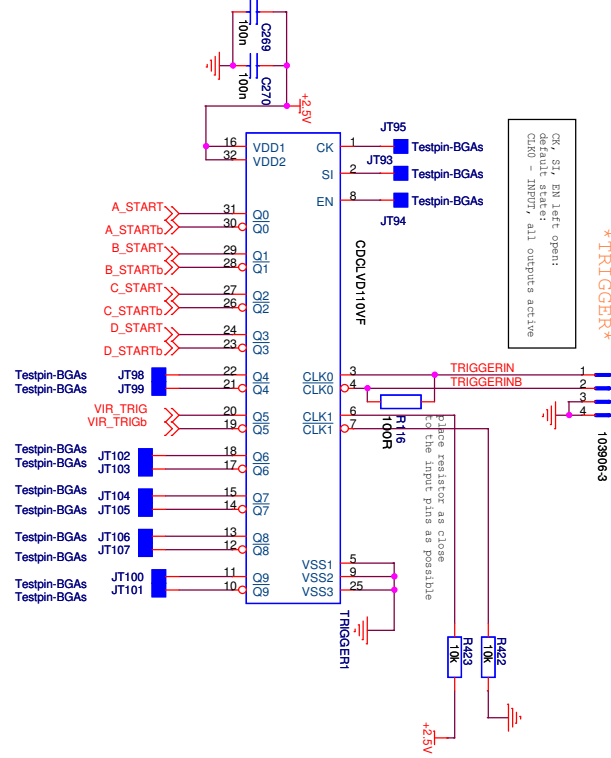 C269
100n
C270
100n
+2.5V
CK, SI, EN left open:
default state:
CLK0 - INPUT, all outputs active
*TRIGGER*
JT95
16 VDD1 CK 1 Testpin-BGAs
32 VDD2
JT93
SI 2 Testpin-BGAs
EN 8 Testpin-BGAs
JT94
CDCLVD110VF
A_START 31 Q0
A_STARTb 30 Q0
B_START 29 Q1
B_STARTb 28 Q1
C_START 27 Q2
C_STARTb 26 Q2
D_START 24 Q3
D_STARTb 23 Q3
Testpin-BGAs JT98 22 Q4
Testpin-BGAs JT99 21 Q4
CLK0 3 TRIGGERIN 1
CLK0 4 TRIGGERINB 2
3
4
103906-3
R116
100R
place resistor as close
to the input pins as possible
VIR_TRIG 20 Q5
VIR_TRIGb 19 Q5
CLK1 6
CLK1 7
Testpin-BGAs JT102 18 Q6
Testpin-BGAs JT103 17 Q6
Testpin-BGAs JT104 15 Q7
Testpin-BGAs JT105 14 Q7
Testpin-BGAs JT106 13 Q8
Testpin-BGAs JT107 12 Q8
Testpin-BGAs JT100 11 Q9
Testpin-BGAs JT101 10 Q9
VSS1 5
VSS2 9
VSS3 25
TRIGGER1
R423
10k
R422
10k
+2.5V